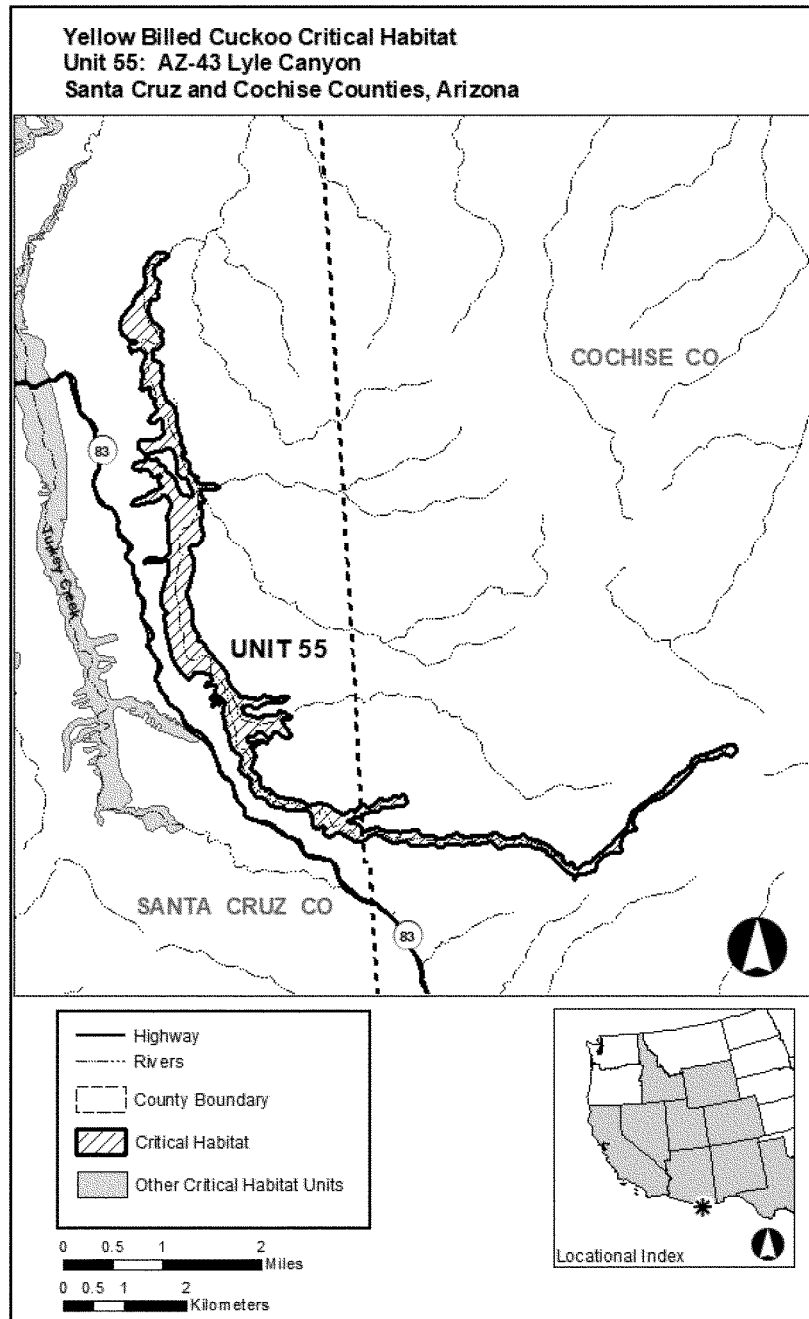 Yellow Billed Cuckoo Critical Habitat
Unit 55: AZ-43 Lyle Canyon
Santa Cruz and Cochise Counties, Arizona
COCHISE CO
83
Turkey Creek
UNIT 55
SANTA CRUZ CO
83
Highway
Rivers
County Boundary
Critical Habitat
Other Critical Habitat Units
0 0.5 1 2
Miles
0 0.5 1 2
Kilometers
Locational Index